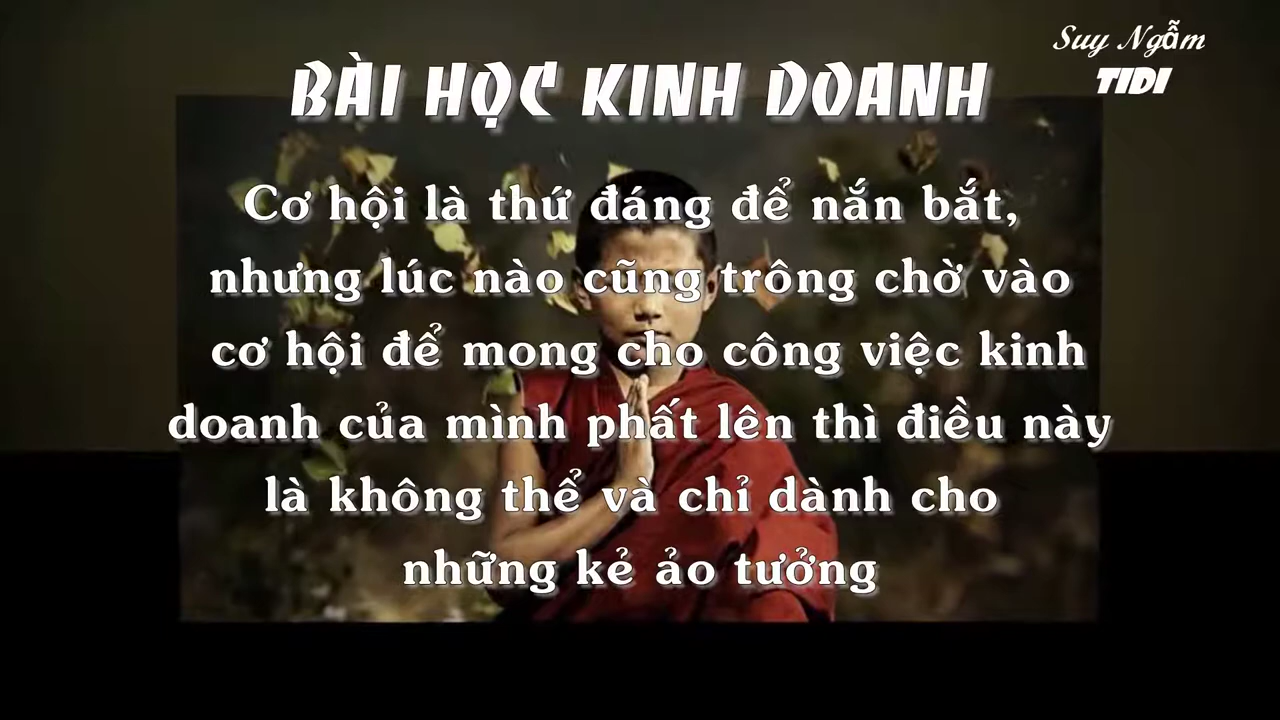 Suy Ngẫm
TIDI
BÀI HỌC KINH DOANH
Cơ hội là thứ đáng để nắn bắt,
nhưng lúc nào cũng trông chờ vào
cơ hội để mong cho công việc kinh
doanh của mình phất lên thì điều này
là không thể và chỉ dành cho
những kẻ ảo tưởng